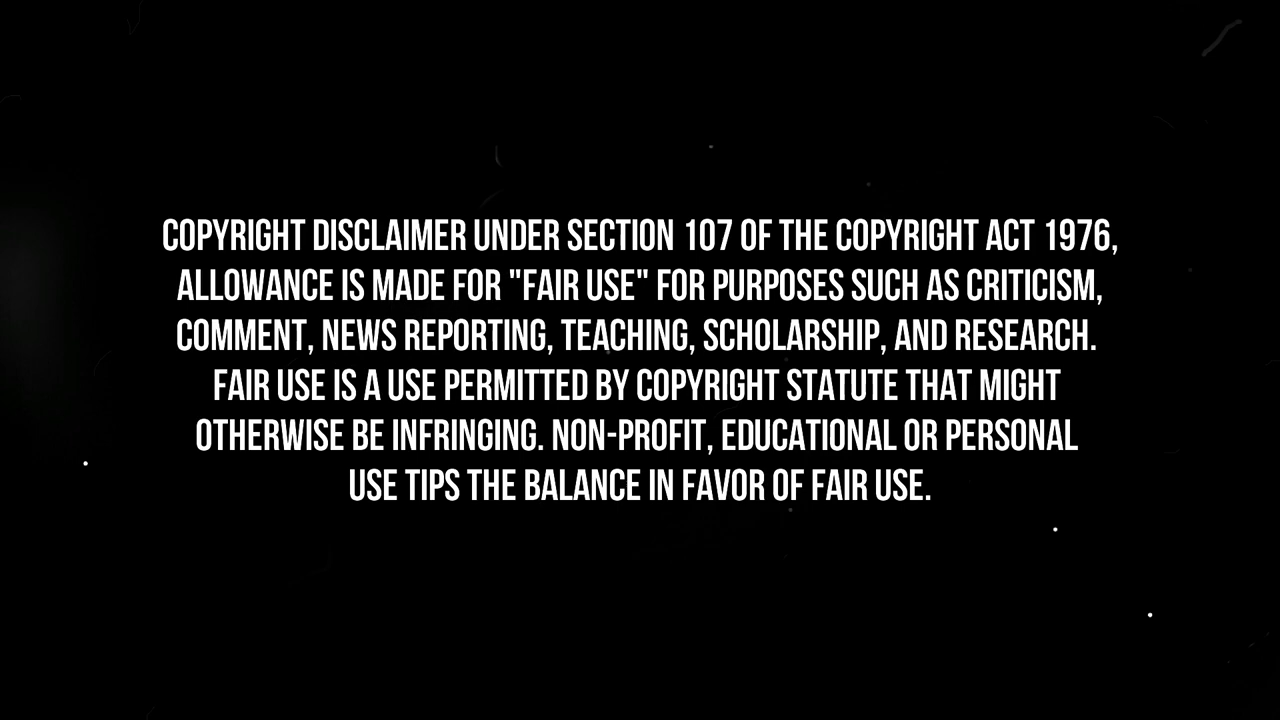 COPYRIGHT DISCLAIMER UNDER SECTION 107 OF THE COPYRIGHT ACT 1976,
ALLOWANCE IS MADE FOR "FAIR USE" FOR PURPOSES SUCH AS CRITICISM,
COMMENT, NEWS REPORTING, TEACHING, SCHOLARSHIP, AND RESEARCH.
FAIR USE IS A USE PERMITTED BY COPYRIGHT STATUTE THAT MIGHT
OTHERWISE BE INFRINGING. NON-PROFIT, EDUCATIONAL OR PERSONAL
USE TIPS THE BALANCE IN FAVOR OF FAIR USE.